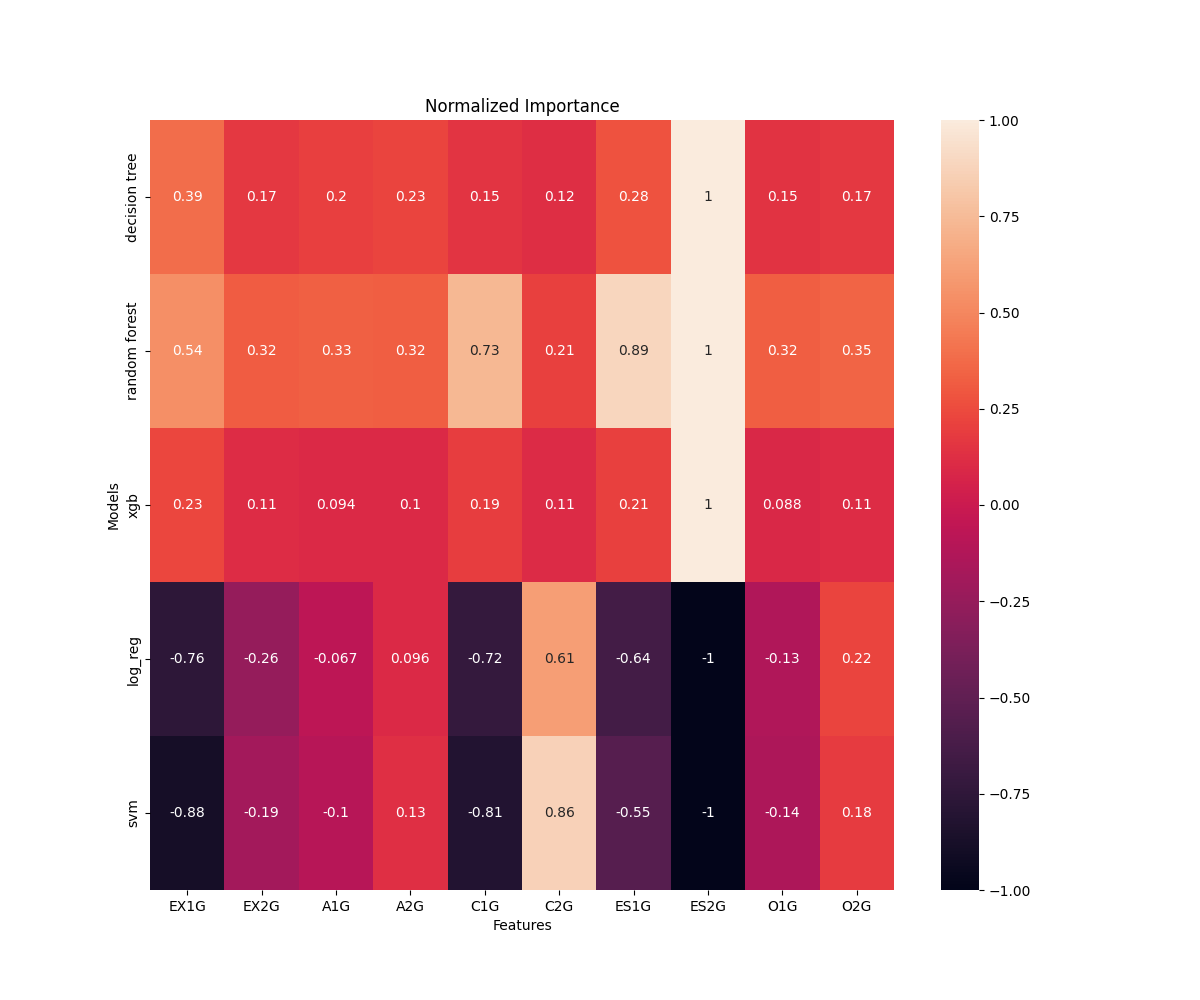 Normalized Importance
decision tree 0.39 0.17 0.2 0.23 0.15 0.12 0.28 1 0.15 0.17
random forest 0.54 0.32 0.33 0.32 0.73 0.21 0.89 1 0.32 0.35
Models
xgb 0.23 0.11 0.094 0.1 0.19 0.11 0.21 1 0.088 0.11
log_reg -0.76 -0.26 -0.067 0.096 -0.72 0.61 -0.64 -1 -0.13 0.22
svm -0.88 -0.19 -0.1 0.13 -0.81 0.86 -0.55 -1 -0.14 0.18
EX1G EX2G A1G A2G C1G C2G ES1G ES2G O1G O2G
Features
1.00
0.75
0.50
0.25
0.00
−0.25
−0.50
−0.75
−1.00